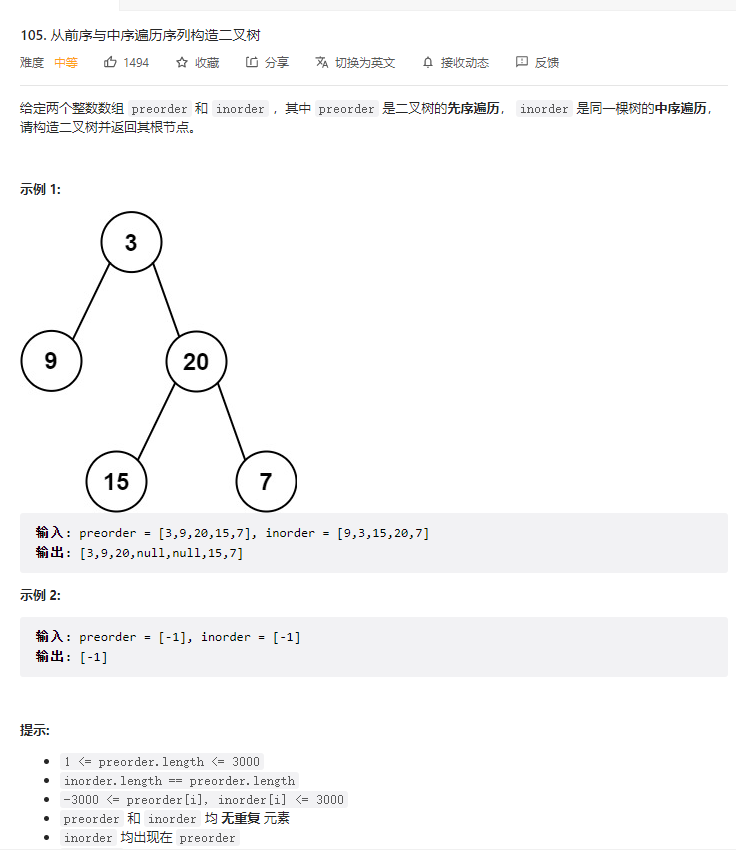 105. 从前序与中序遍历序列构造二叉树
难度 中等 1494 收藏 分享 切换为英文 接收动态 反馈
给定两个整数数组 preorder 和 inorder ，其中 preorder 是二叉树的先序遍历， inorder 是同一棵树的中序遍历，
请构造二叉树并返回其根节点。
示例 1:
3
9 20
15 7
输入: preorder = [3,9,20,15,7], inorder = [9,3,15,20,7]
输出: [3,9,20,null,null,15,7]
示例 2:
输入: preorder = [-1], inorder = [-1]
输出: [-1]
提示:
1 <= preorder.length <= 3000
inorder.length == preorder.length
-3000 <= preorder[i], inorder[i] <= 3000
preorder 和 inorder 均 无重复 元素
inorder 均出现在 preorder